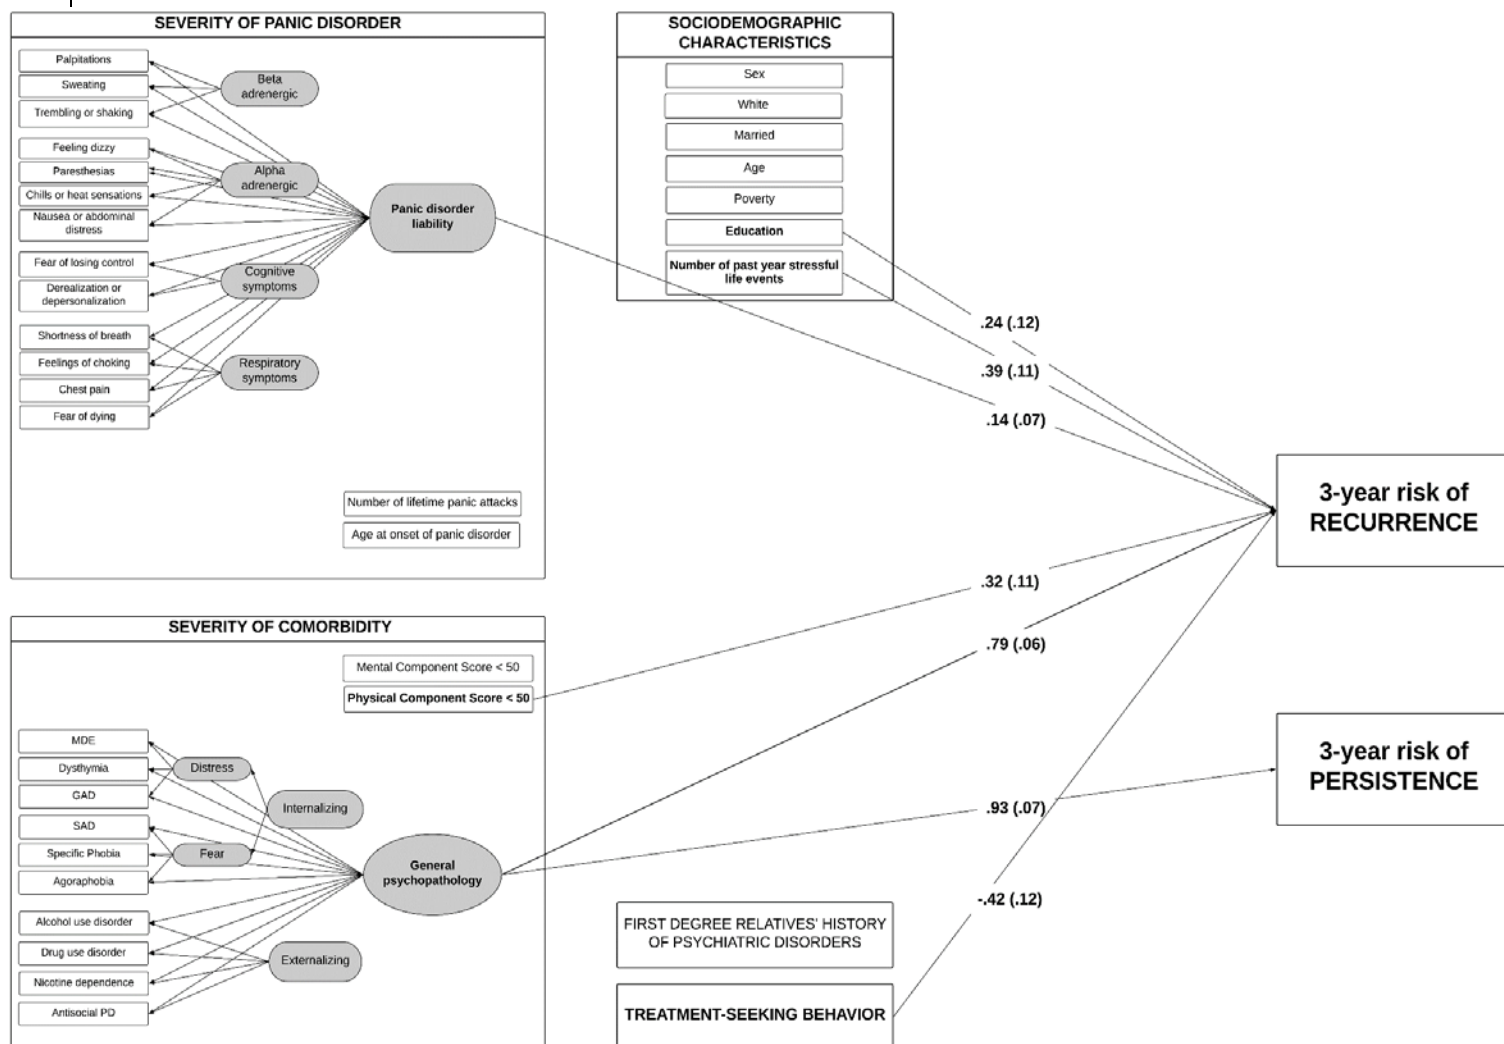 SEVERITY OF PANIC DISORDER
Palpitations
Sweating
Trembling or shaking
Feeling dizzy
Paresthesias
Chills or heat sensations
Nausea or abdominal
distress
Fear of losing control
Derealization or
depersonalization
Shortness of breath
Feelings of choking
Chest pain
Fear of dying
Beta
adrenergic
Alpha
adrenergic
Cognitive
symptoms
Respiratory
symptoms
Panic disorder
liability
Number of lifetime panic attacks
Age at onset of panic disorder
SOCIODEMOGRAPHIC
CHARACTERISTICS
Sex
White
Married
Age
Poverty
Education
Number of past year stressful
life events
.24 (.12)
.39 (.11)
.14 (.07)
.32 (.11)
.79 (.06)
.93 (.07)
-.42 (.12)
3-year risk of
RECURRENCE
3-year risk of
PERSISTENCE
SEVERITY OF COMORBIDITY
Mental Component Score < 50
Physical Component Score < 50
MDE
Dysthymia
GAD
SAD
Specific Phobia
Agoraphobia
Alcohol use disorder
Drug use disorder
Nicotine dependence
Antisocial PD
Distress
Fear
Internalizing
Externalizing
General
psychopathology
FIRST DEGREE RELATIVES' HISTORY
OF PSYCHIATRIC DISORDERS
TREATMENT-SEEKING BEHAVIOR